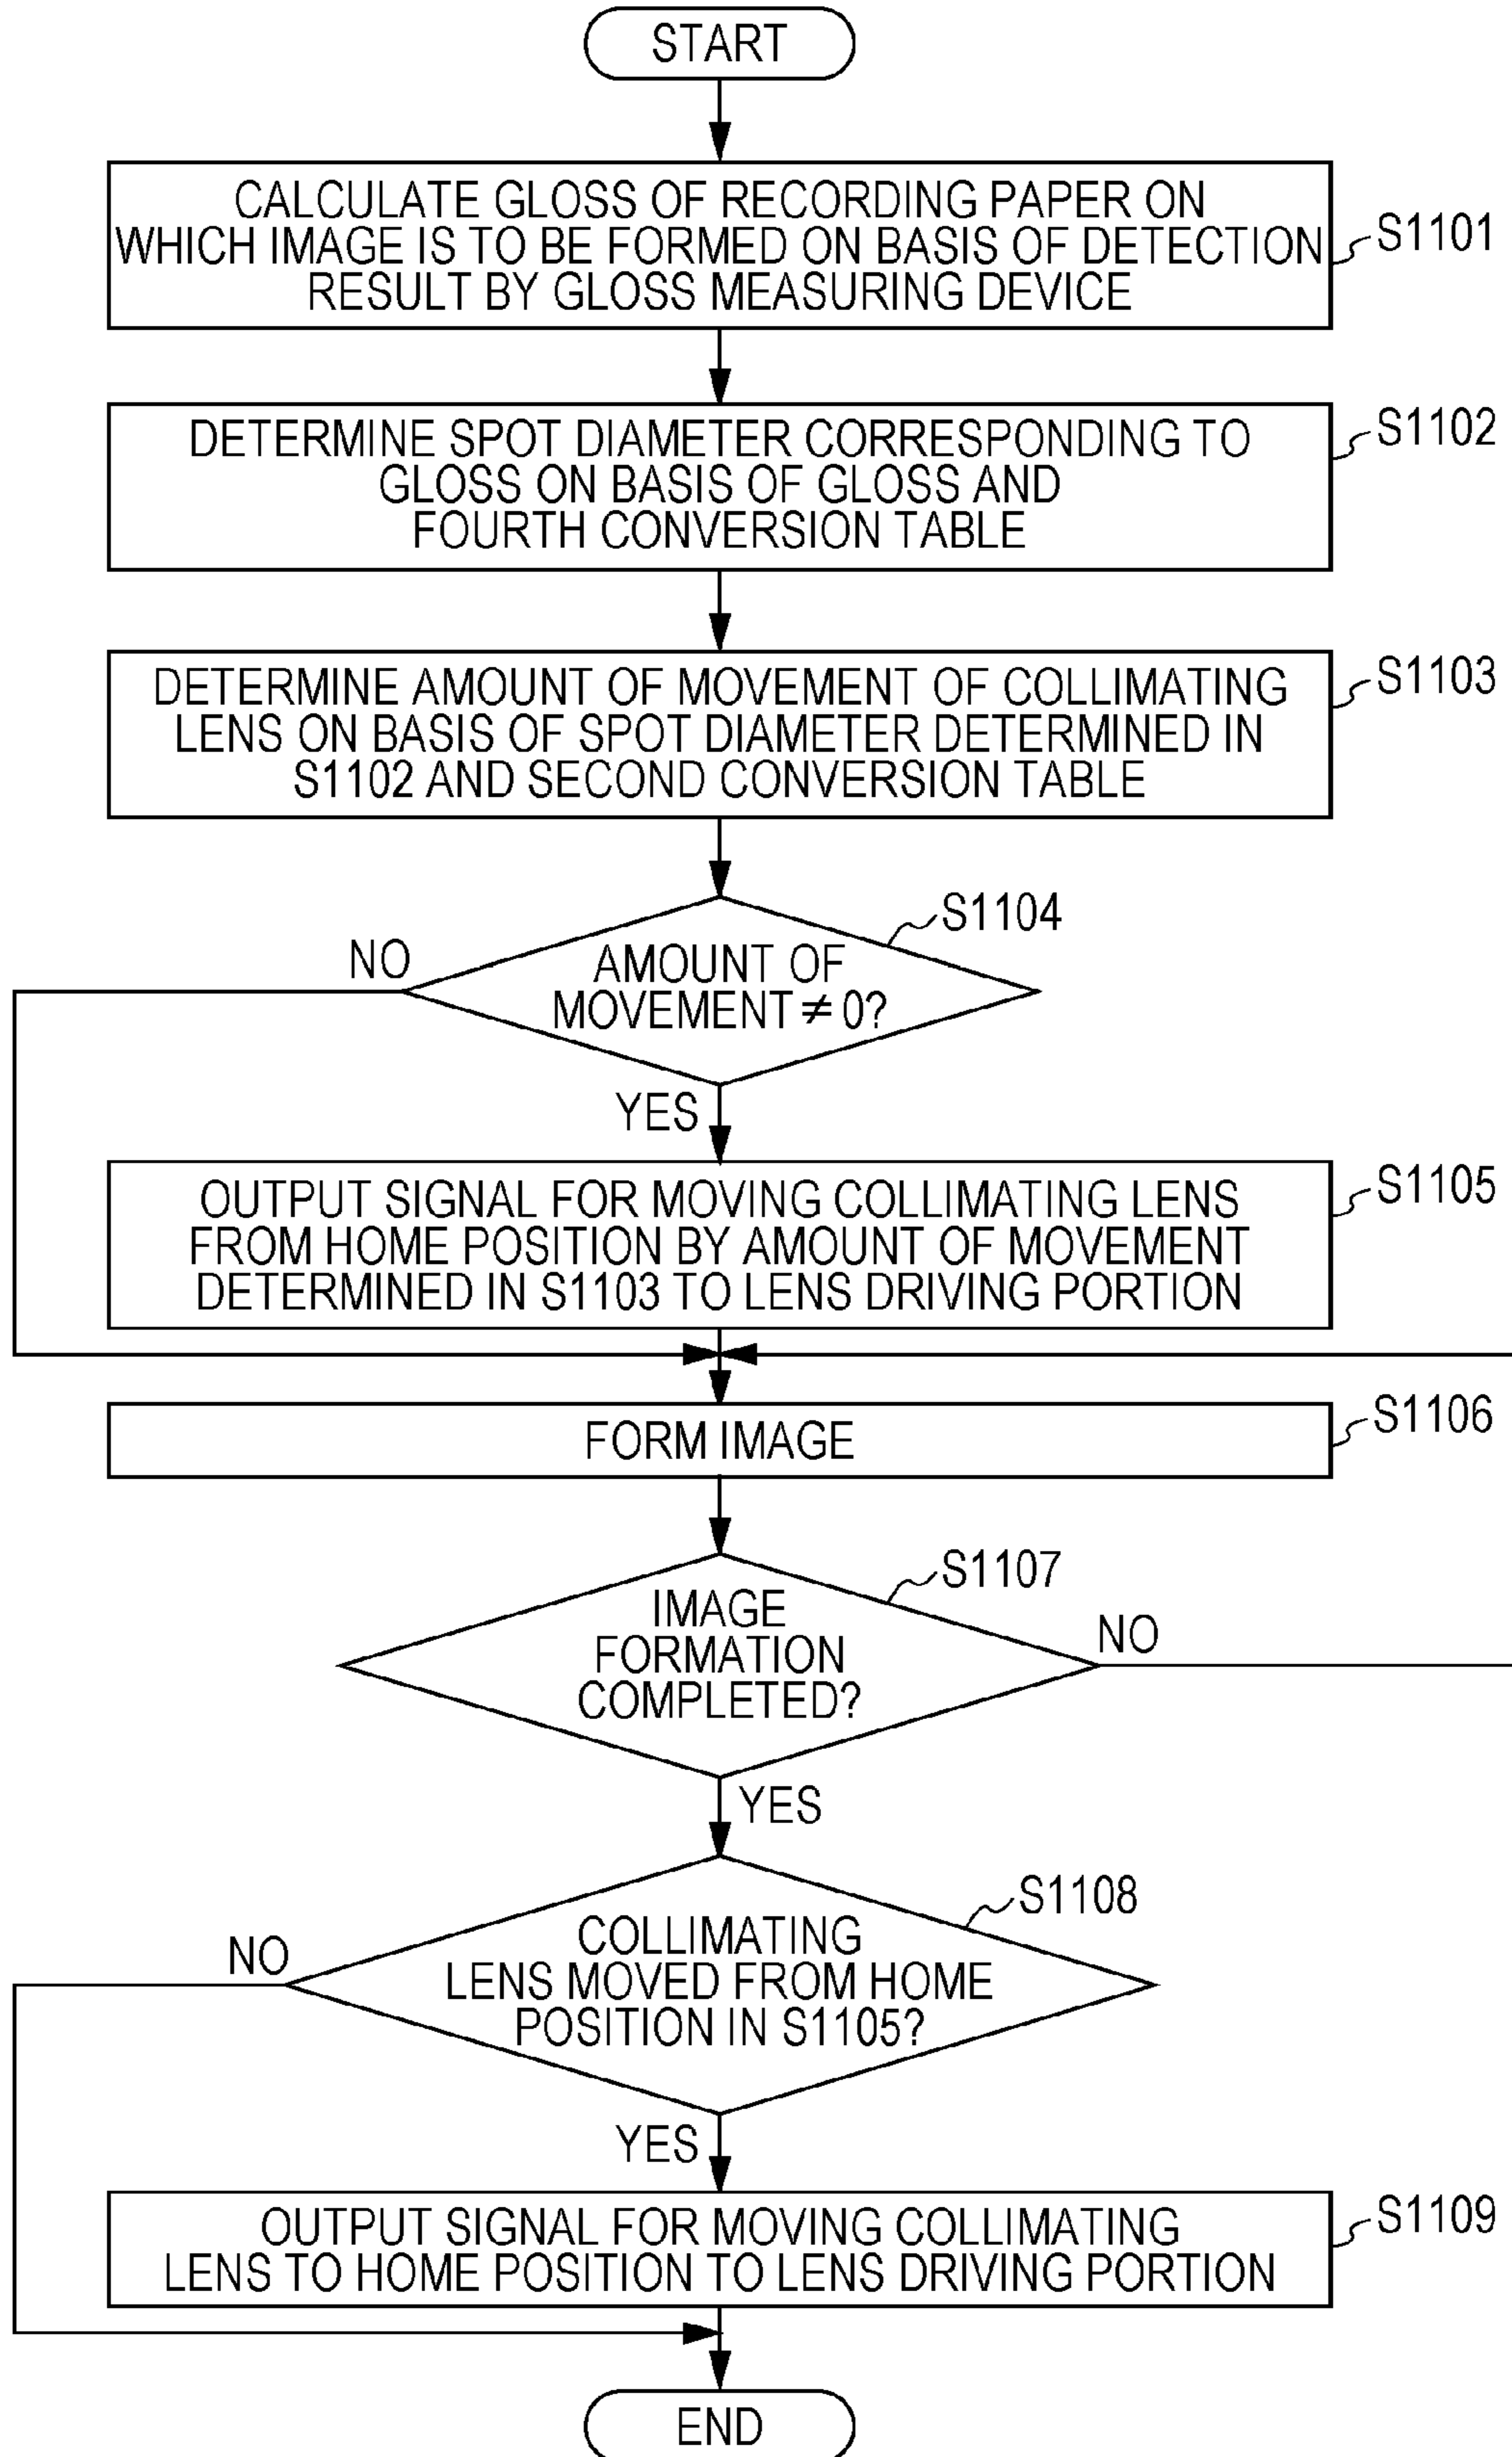 START
CALCULATE GLOSS OF RECORDING PAPER ON
WHICH IMAGE IS TO BE FORMED ON BASIS OF DETECTION
RESULT BY GLOSS MEASURING DEVICE
S1101
DETERMINE SPOT DIAMETER CORRESPONDING TO
GLOSS ON BASIS OF GLOSS AND
FOURTH CONVERSION TABLE
S1102
DETERMINE AMOUNT OF MOVEMENT OF COLLIMATING
LENS ON BASIS OF SPOT DIAMETER DETERMINED IN
S1102 AND SECOND CONVERSION TABLE
S1103
S1104
NO
AMOUNT OF
MOVEMENT ≠ 0?
YES
OUTPUT SIGNAL FOR MOVING COLLIMATING LENS
FROM HOME POSITION BY AMOUNT OF MOVEMENT
DETERMINED IN S1103 TO LENS DRIVING PORTION
S1105
FORM IMAGE
S1106
S1107
IMAGE
FORMATION
COMPLETED?
NO
YES
S1108
NO
COLLIMATING
LENS MOVED FROM HOME
POSITION IN S1105?
YES
OUTPUT SIGNAL FOR MOVING COLLIMATING
LENS TO HOME POSITION TO LENS DRIVING PORTION
S1109
END